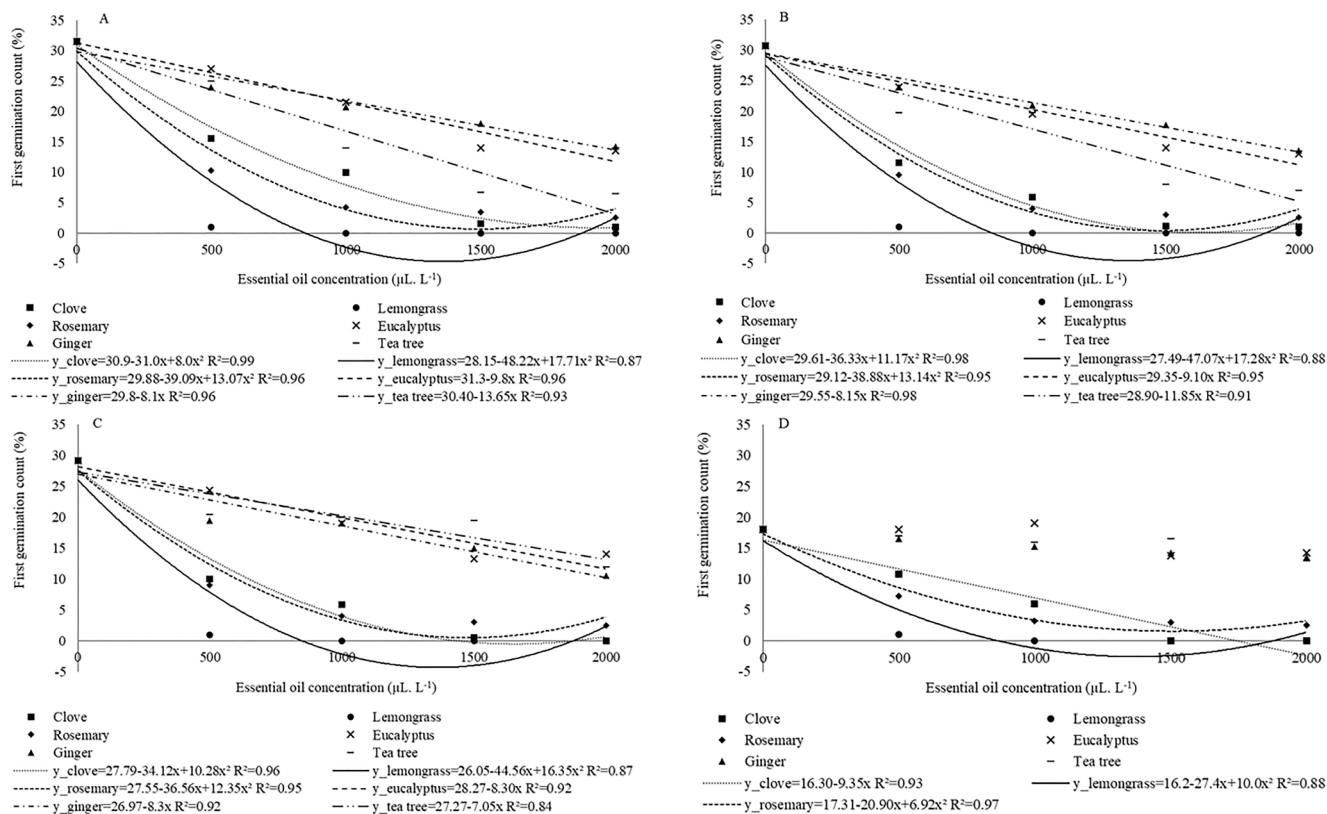 A
First germination count (%)
35
30
25
20
15
10
5
0
-5
0 500 1000 1500 2000
Essential oil concentration (µL. L⁻¹)
Clove Lemongrass
Rosemary Eucalyptus
Ginger Tea tree
y_clove=30.9-31.0x+8.0x² R²=0.99 y_lemongrass=28.15-48.22x+17.71x² R²=0.87
y_rosemary=29.88-39.09x+13.07x² R²=0.96 y_eucalyptus=31.3-9.8x R²=0.96
y_ginger=29.8-8.1x R²=0.96 y_tea tree=30.40-13.65x R²=0.93
B
First germination count (%)
35
30
25
20
15
10
5
0
-5
0 500 1000 1500 2000
Essential oil concentration (µL. L⁻¹)
Clove Lemongrass
Rosemary Eucalyptus
Ginger Tea tree
y_clove=29.61-36.33x+11.17x² R²=0.98 y_lemongrass=27.49-47.07x+17.28x² R²=0.88
y_rosemary=29.12-38.88x+13.14x² R²=0.95 y_eucalyptus=29.35-9.10x R²=0.95
y_ginger=29.55-8.15x R²=0.98 y_tea tree=28.90-11.85x R²=0.91
C
First germination count (%)
35
30
25
20
15
10
5
0
-5
0 500 1000 1500 2000
Essential oil concentration (µL. L⁻¹)
Clove Lemongrass
Rosemary Eucalyptus
Ginger Tea tree
y_clove=27.79-34.12x+10.28x² R²=0.96 y_lemongrass=26.05-44.56x+16.35x² R²=0.87
y_rosemary=27.55-36.56x+12.35x² R²=0.95 y_eucalyptus=28.27-8.30x R²=0.92
y_ginger=26.97-8.3x R²=0.92 y_tea tree=27.27-7.05x R²=0.84
D
First germination count (%)
35
30
25
20
15
10
5
0
-5
0 500 1000 1500 2000
Essential oil concentration (µL. L⁻¹)
Clove Lemongrass
Rosemary Eucalyptus
Ginger Tea tree
y_clove=16.30-9.35x R²=0.93 y_lemongrass=16.2-27.4x+10.0x² R²=0.88
y_rosemary=17.31-20.90x+6.92x² R²=0.97